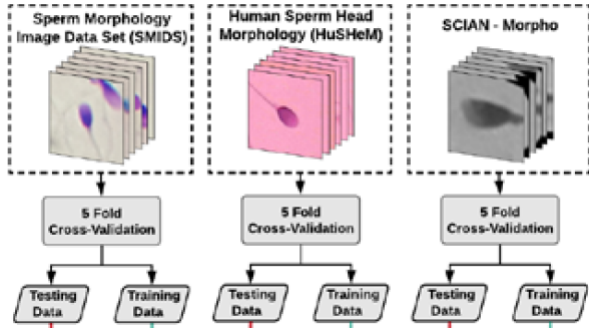 Sperm Morphology
Image Data Set (SMIDS)
Human Sperm Head
Morphology (HuSHeM)
SCIAN - Morpho
5 Fold
Cross-Validation
5 Fold
Cross-Validation
5 Fold
Cross-Validation
Testing
Data
Training
Data
Testing
Data
Training
Data
Testing
Data
Training
Data